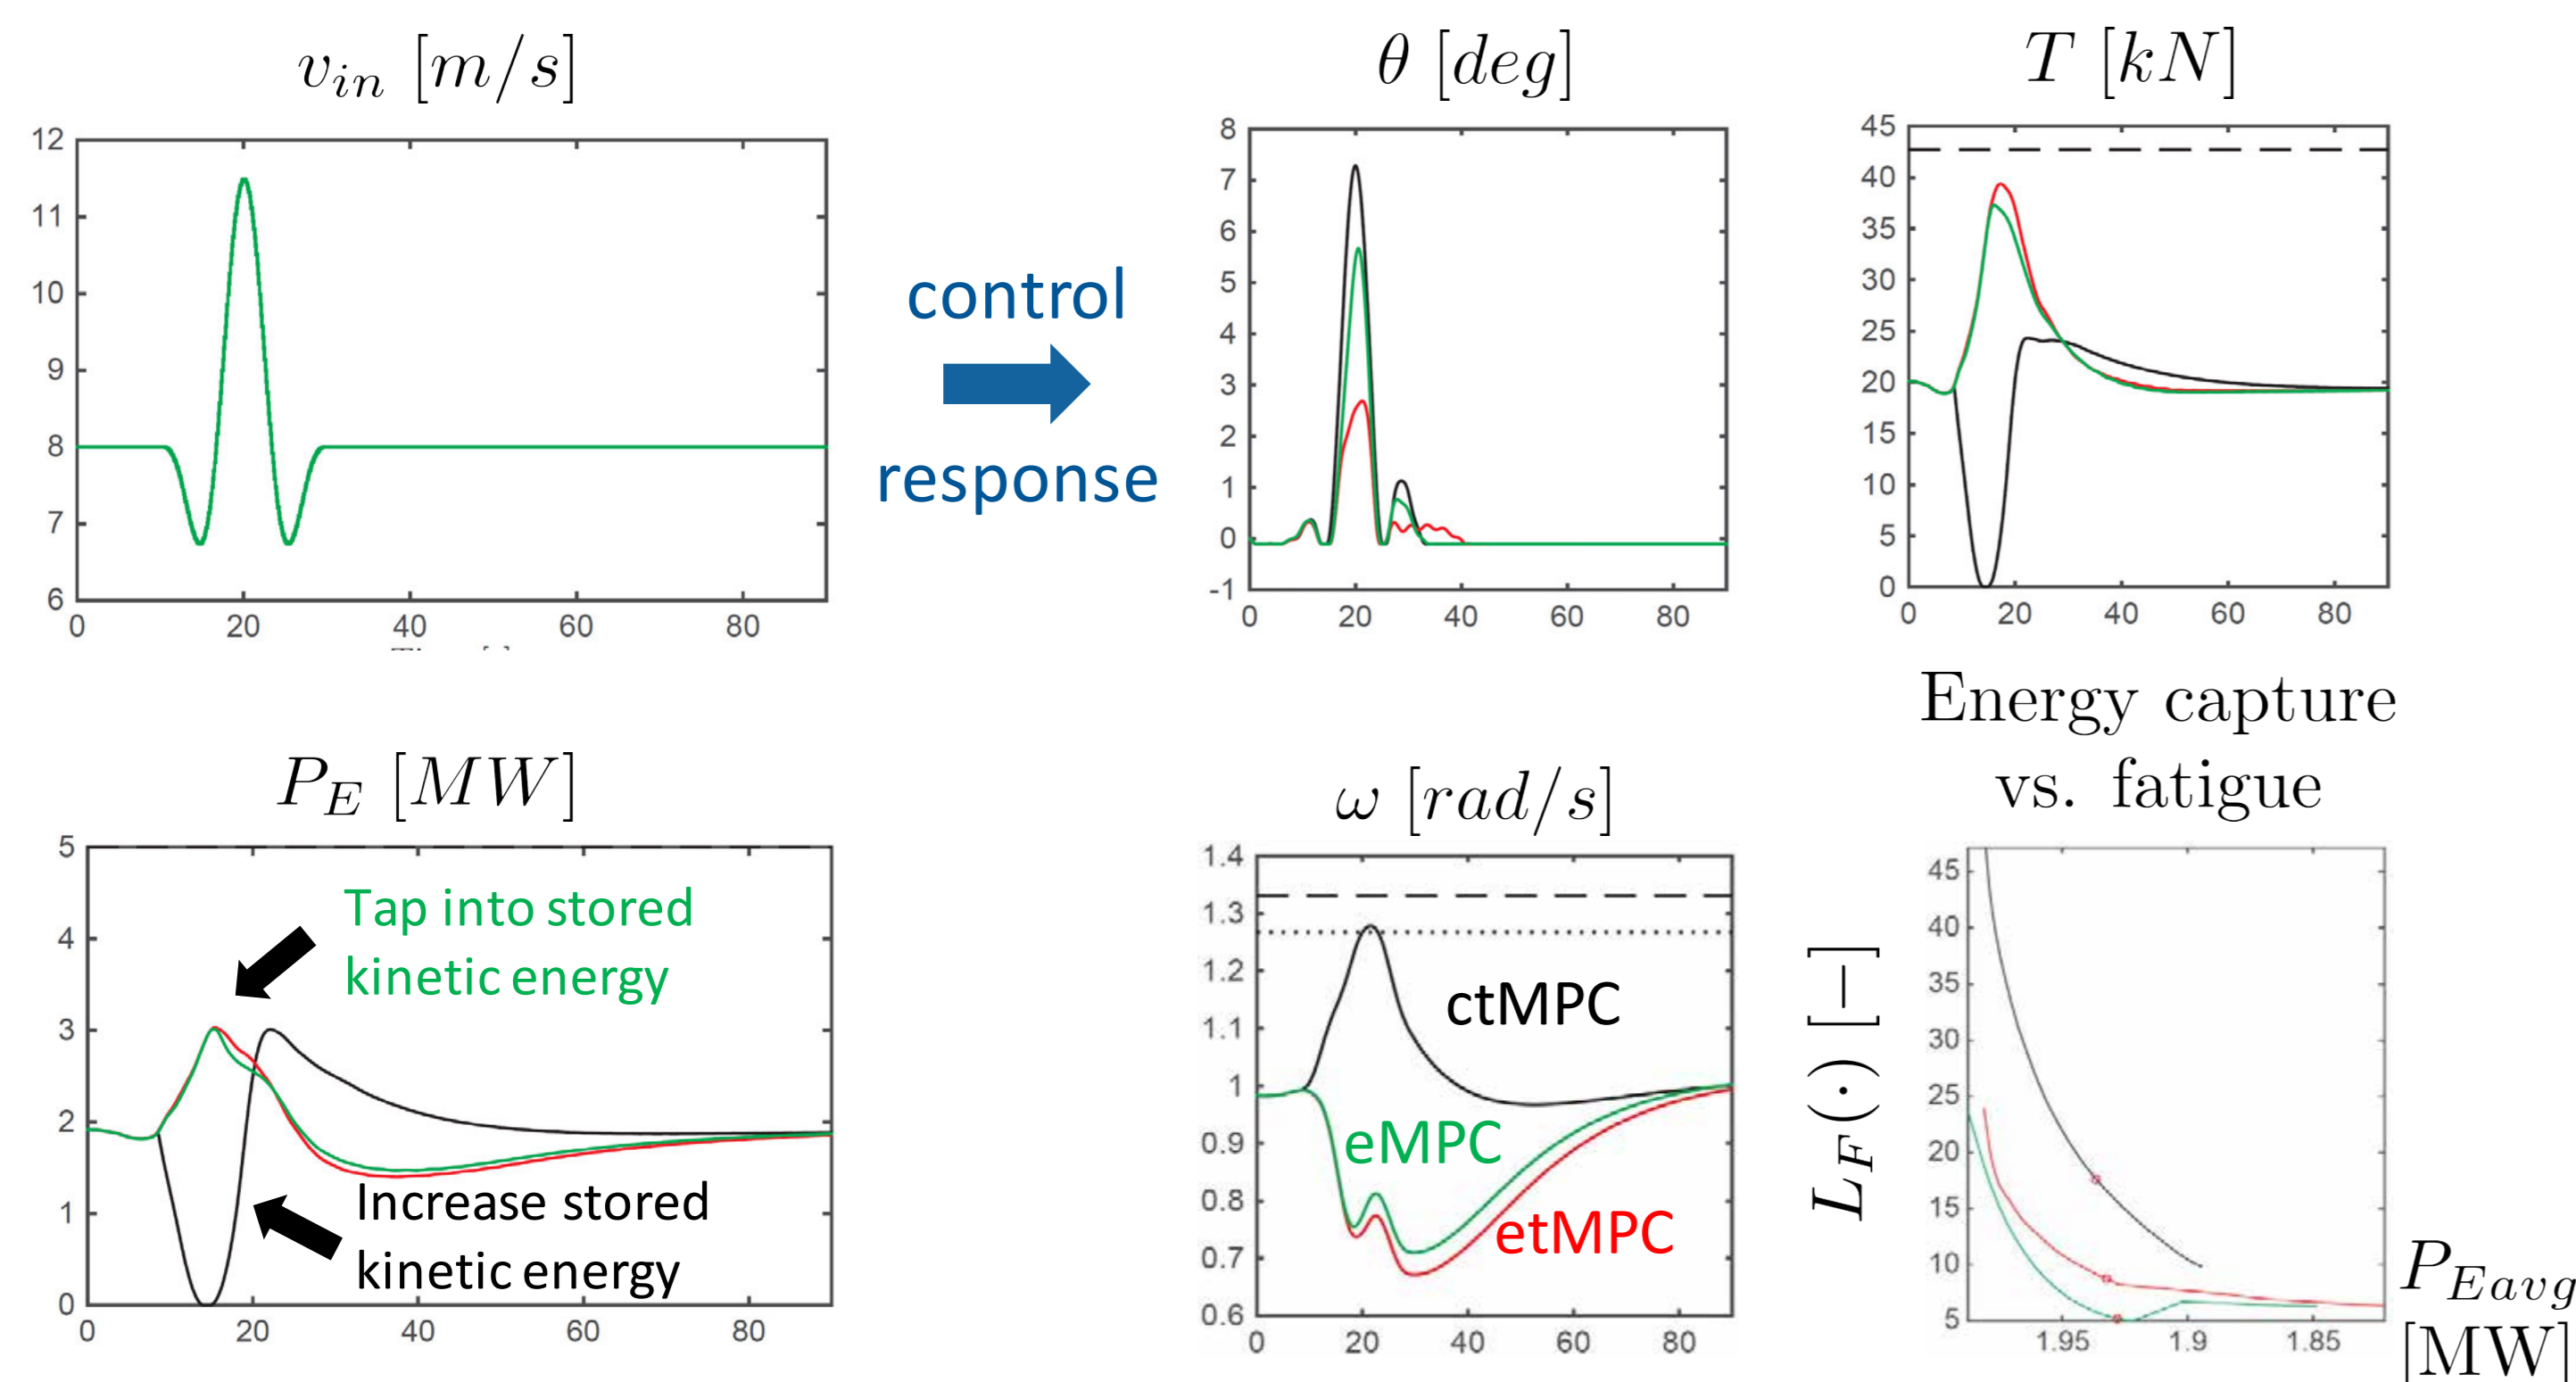 v_{in} [m/s]
12
11
10
9
8
7
6
0 20 40 60 80
control
response
θ [deg]
8
7
6
5
4
3
2
1
0
-1
0 20 40 60 80
T [kN]
45
40
35
30
25
20
15
10
5
0
0 20 40 60 80
P_E [MW]
5
4
3
2
1
0
Tap into stored
kinetic energy
Increase stored
kinetic energy
0 20 40 60 80
ω [rad/s]
1.4
1.3
1.2
1.1
1
0.9
0.8
0.7
0.6
ctMPC
eMPC
etMPC
0 20 40 60 80
Energy capture
vs. fatigue
L_F(·) [−]
45
40
35
30
25
20
15
10
5
1.95 1.9 1.85
P_{Eavg}
[MW]